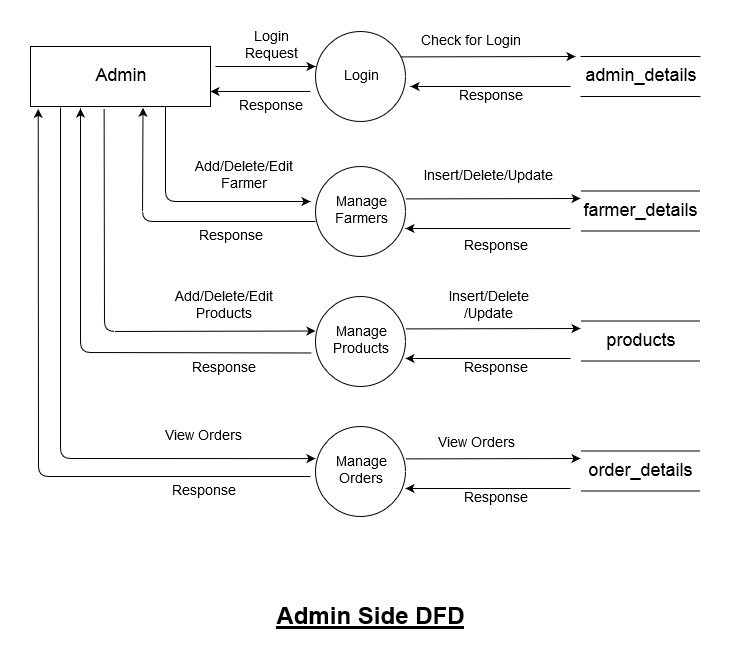 Login
Request
Check for Login
Admin
Login
admin_details
Response
Response
Add/Delete/Edit
Farmer
Insert/Delete/Update
Manage
Farmers
farmer_details
Response
Response
Add/Delete/Edit
Products
Insert/Delete
/Update
Manage
Products
products
Response
Response
View Orders
View Orders
Manage
Orders
order_details
Response
Response
Admin Side DFD